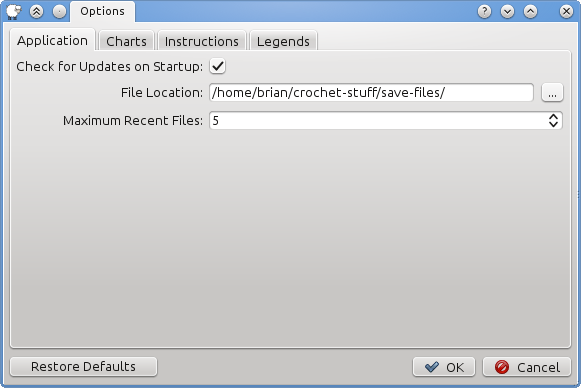 Options
Application Charts Instructions Legends
Check for Updates on Startup:
File Location: /home/brian/crochet-stuff/save-files/ ...
Maximum Recent Files: 5
Restore Defaults OK Cancel